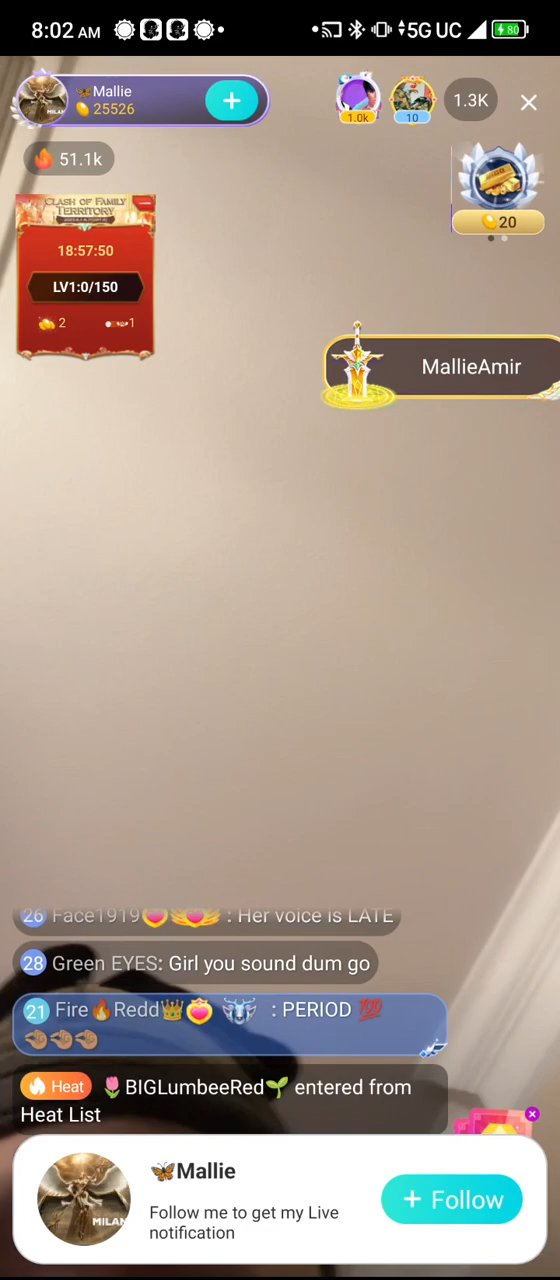 8:02 AM
5G UC
80
🦋Mallie
25526
1.0k
10
1.3K
51.1k
20
CLASH OF FAMILY
TERRITORY
18:57:50
LV1:0/150
2
1
MallieAmir
26 Face1919 : Her voice is LATE
28 Green EYES: Girl you sound dum go
21 Fire🔥Redd👑 : PERIOD 💯
👊🏽👊🏽👊🏽
Heat 🌷BIGLumbeeRed🌱 entered from
Heat List
🦋Mallie
Follow me to get my Live
notification
+ Follow
MILAN